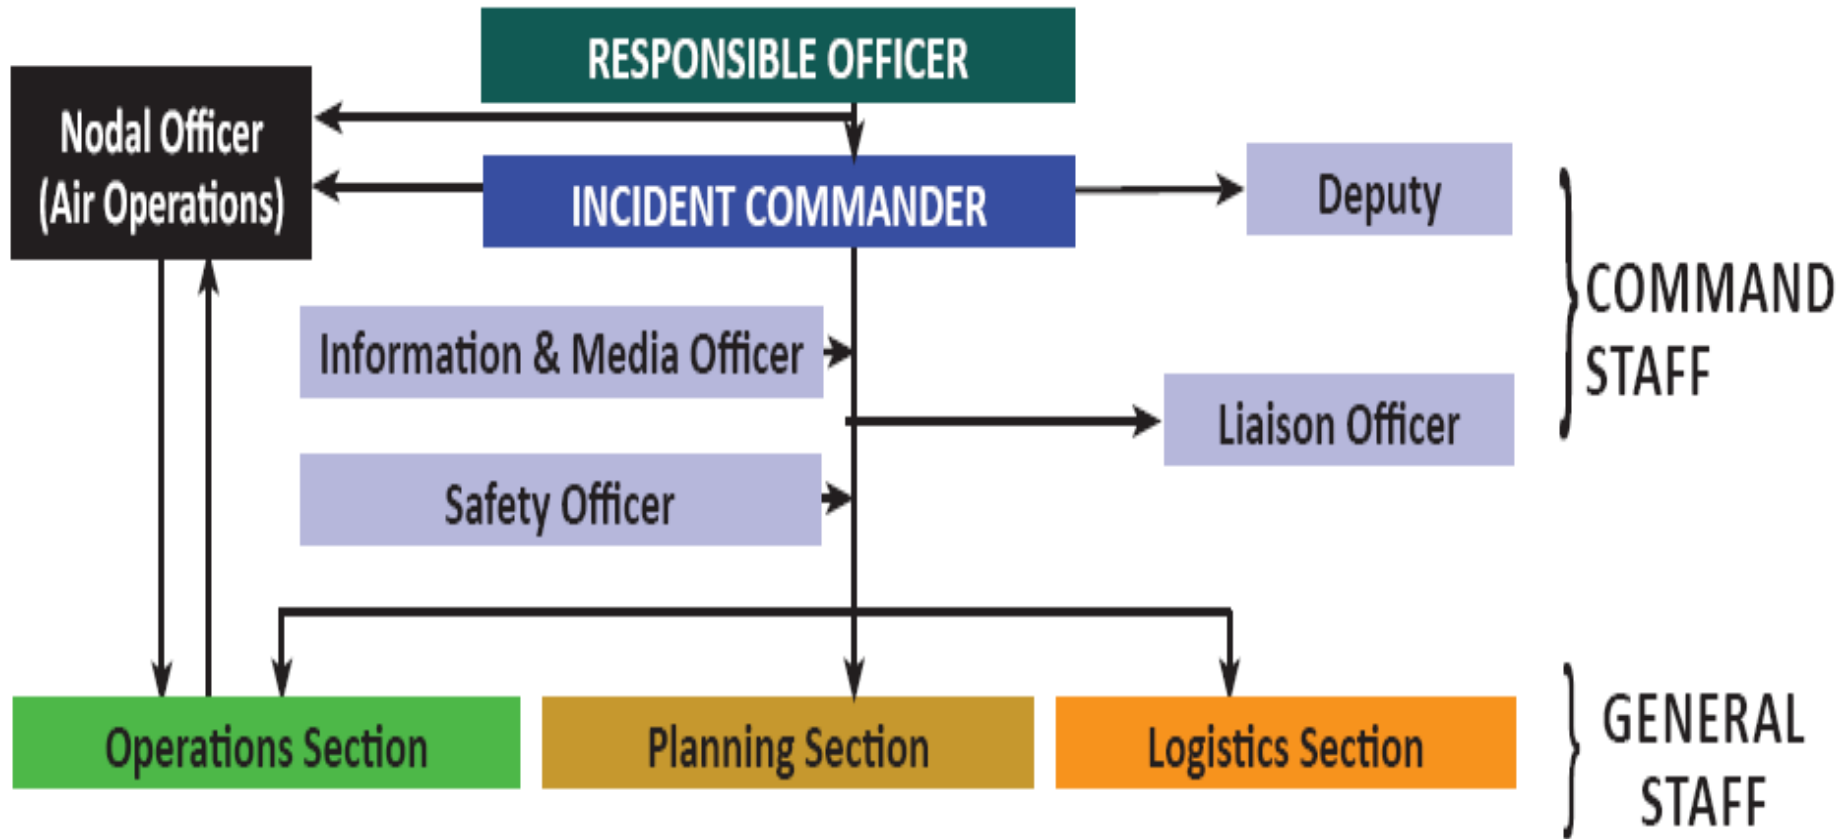 RESPONSIBLE OFFICER
Nodal Officer
(Air Operations)
INCIDENT COMMANDER
Deputy
COMMAND
STAFF
Information & Media Officer
Liaison Officer
Safety Officer
Operations Section
Planning Section
Logistics Section
GENERAL
STAFF